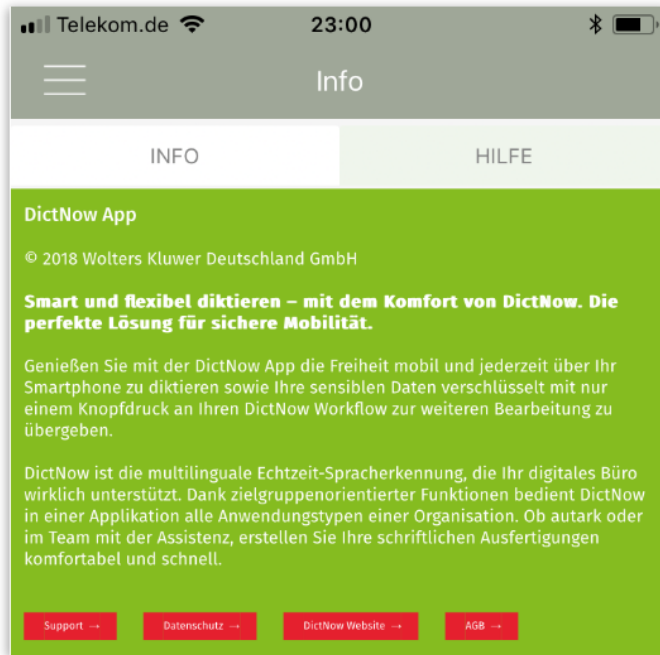 Telekom.de 23:00
Info
INFO HILFE
DictNow App
© 2018 Wolters Kluwer Deutschland GmbH
Smart und flexibel diktieren – mit dem Komfort von DictNow. Die
perfekte Lösung für sichere Mobilität.
Genießen Sie mit der DictNow App die Freiheit mobil und jederzeit über Ihr
Smartphone zu diktieren sowie Ihre sensiblen Daten verschlüsselt mit nur
einem Knopfdruck an Ihren DictNow Workflow zur weiteren Bearbeitung zu
übergeben.
DictNow ist die multilinguale Echtzeit-Spracherkennung, die Ihr digitales Büro
wirklich unterstützt. Dank zielgruppenorientierter Funktionen bedient DictNow
in einer Applikation alle Anwendungstypen einer Organisation. Ob autark oder
im Team mit der Assistenz, erstellen Sie Ihre schriftlichen Ausfertigungen
komfortabel und schnell.
Support → Datenschutz → DictNow Website → AGB →